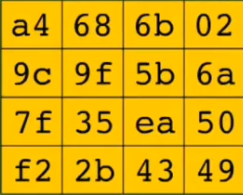 a4 68 6b 02
9c 9f 5b 6a
7f 35 ea 50
f2 2b 43 49